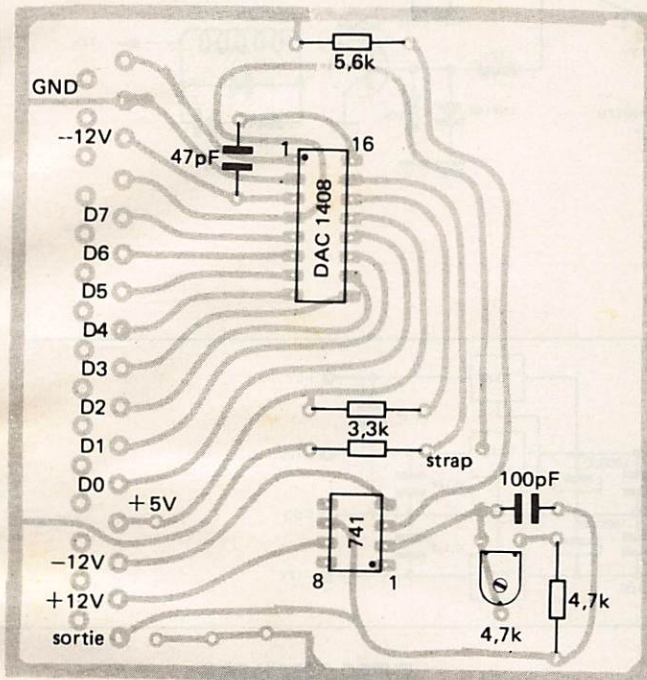 5,6k
GND
--12V
47pF
1
16
DAC 1408
D7
D6
D5
D4
D3
D2
D1
D0
+5V
3,3k
strap
100pF
-12V
741
+12V
8
1
4,7k
4,7k
sortie